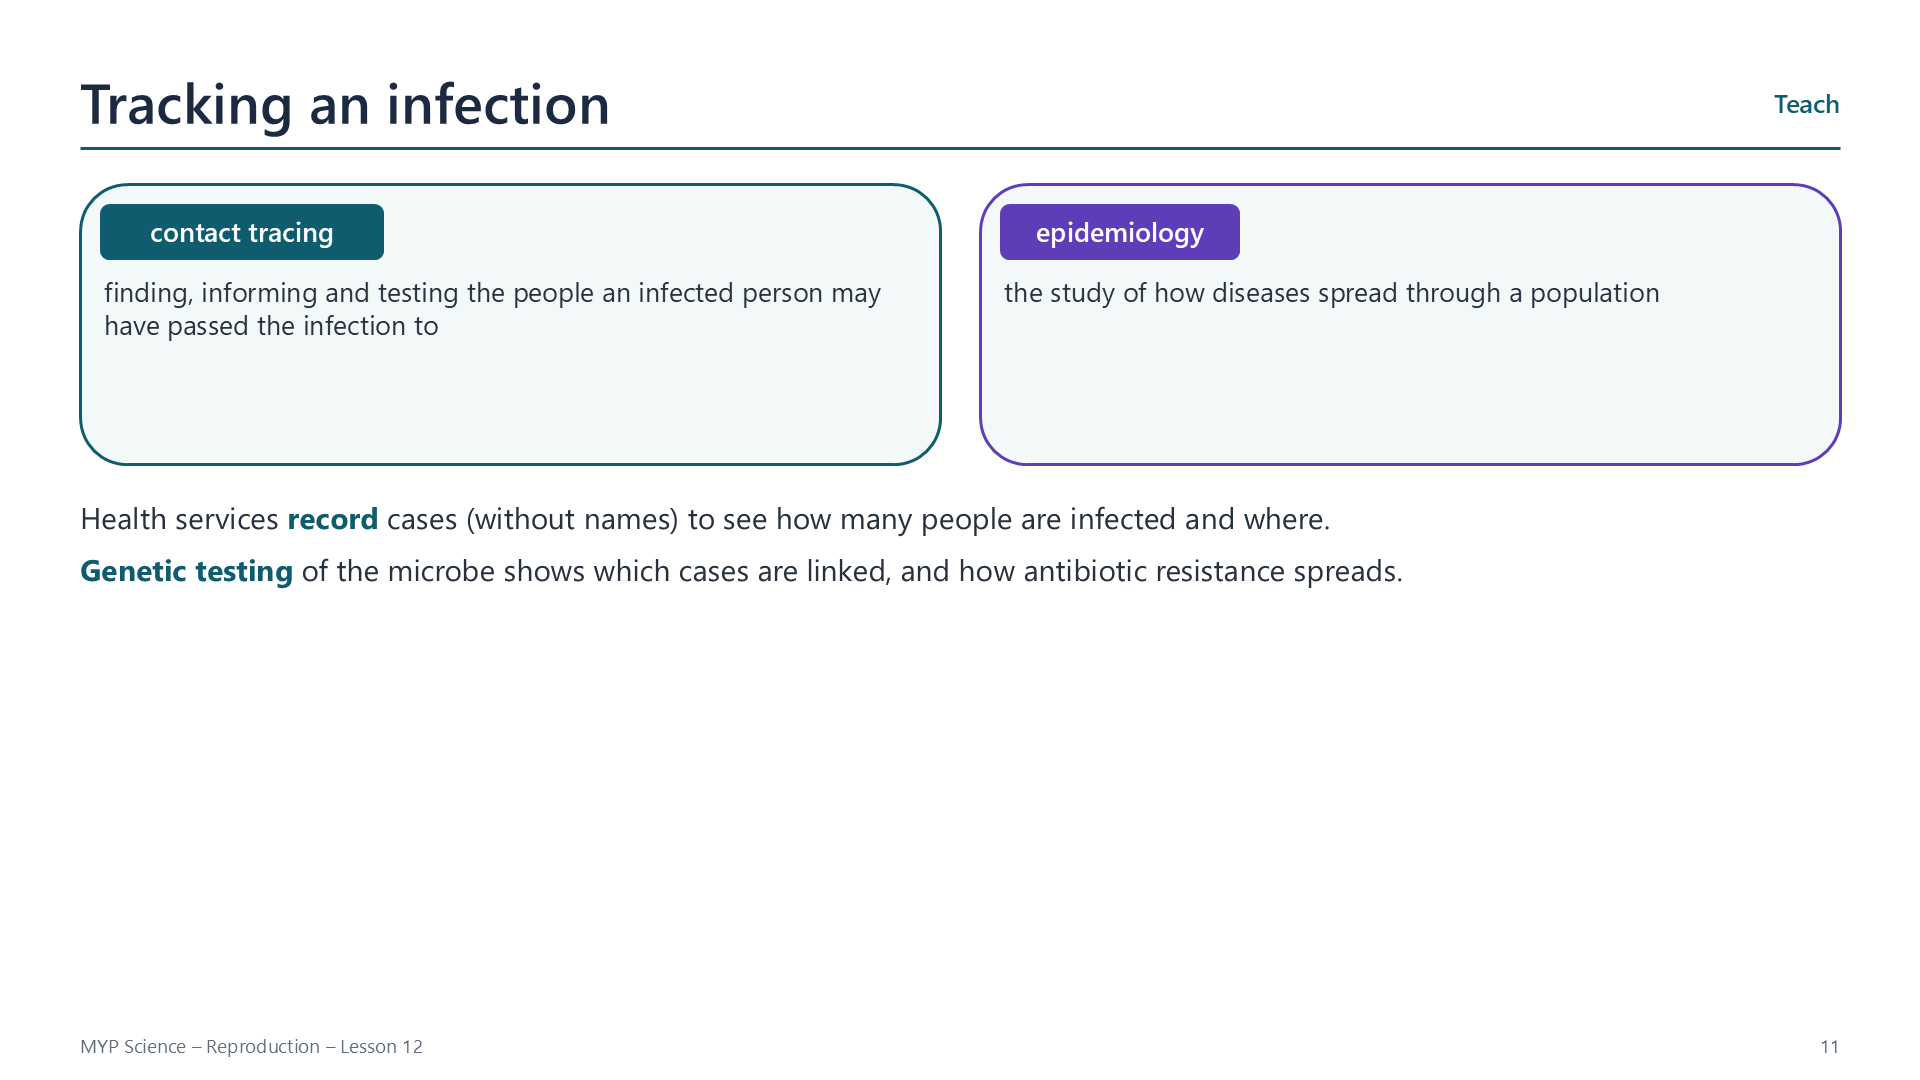 Tracking an infection
Teach
contact tracing
finding, informing and testing the people an infected person may
have passed the infection to
epidemiology
the study of how diseases spread through a population
Health services record cases (without names) to see how many people are infected and where.
Genetic testing of the microbe shows which cases are linked, and how antibiotic resistance spreads.
MYP Science – Reproduction – Lesson 12
11